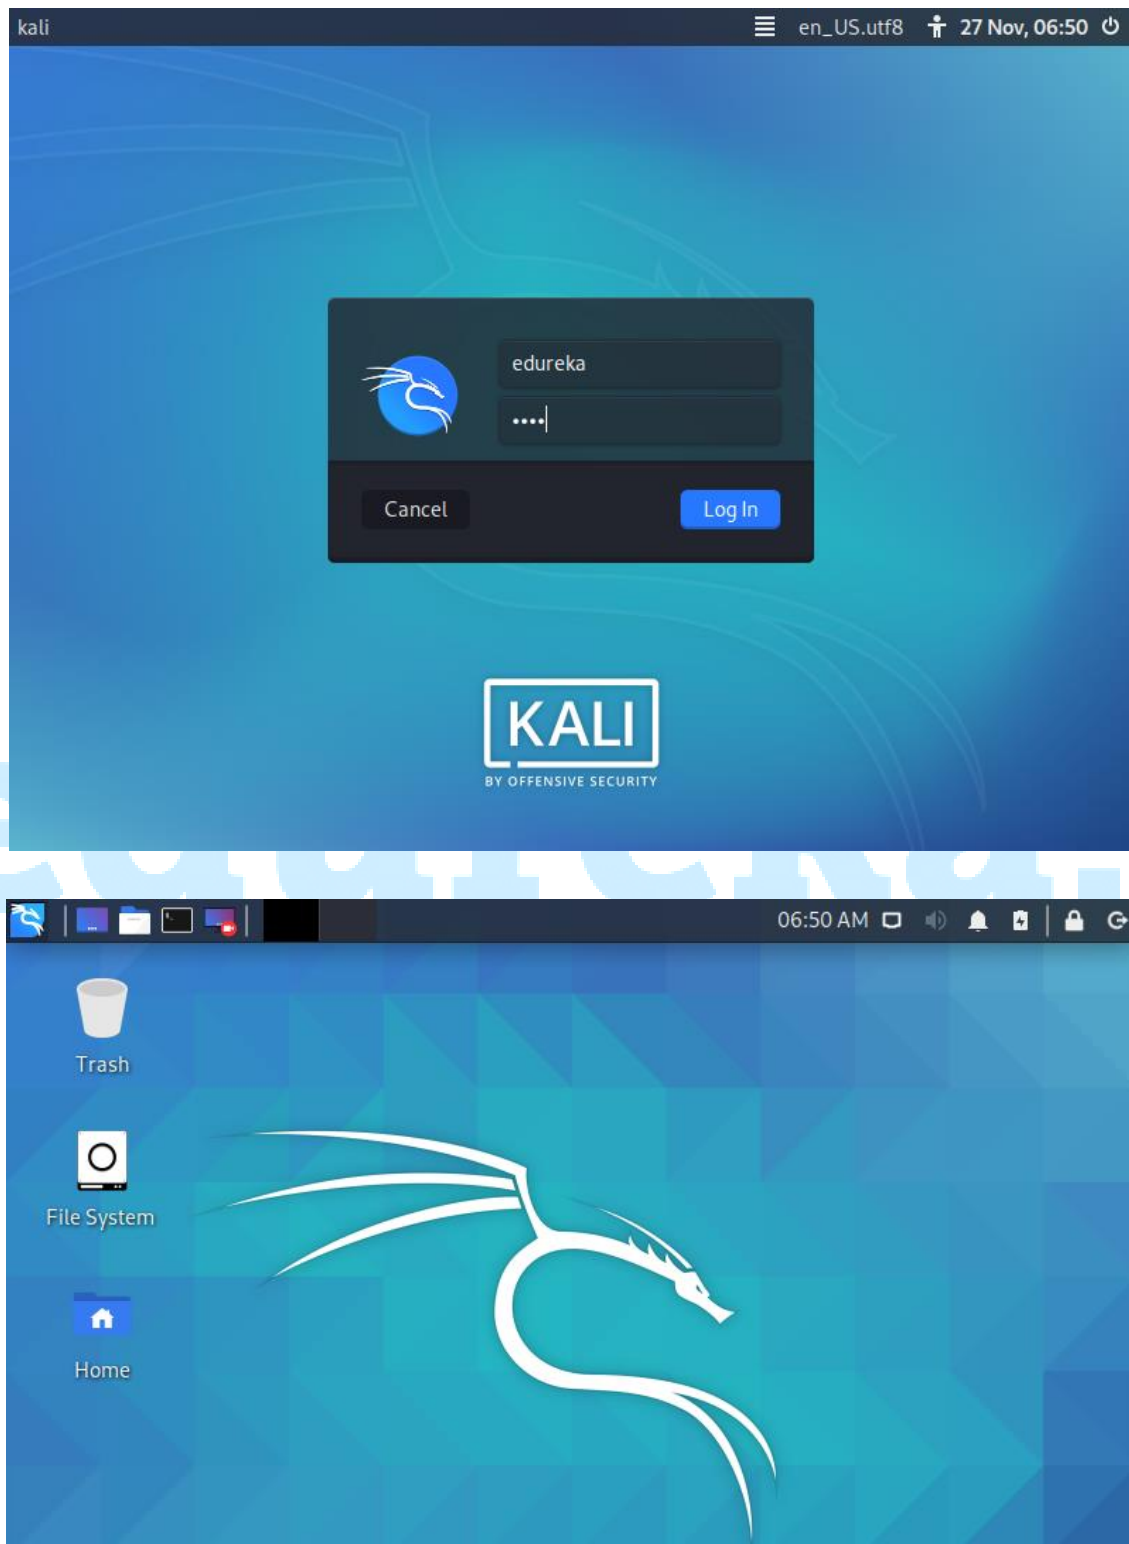 kali en_US.utf8 27 Nov, 06:50
edureka
••••
Cancel Log In
KALI
BY OFFENSIVE SECURITY
edureka!
06:50 AM
Trash
File System
Home